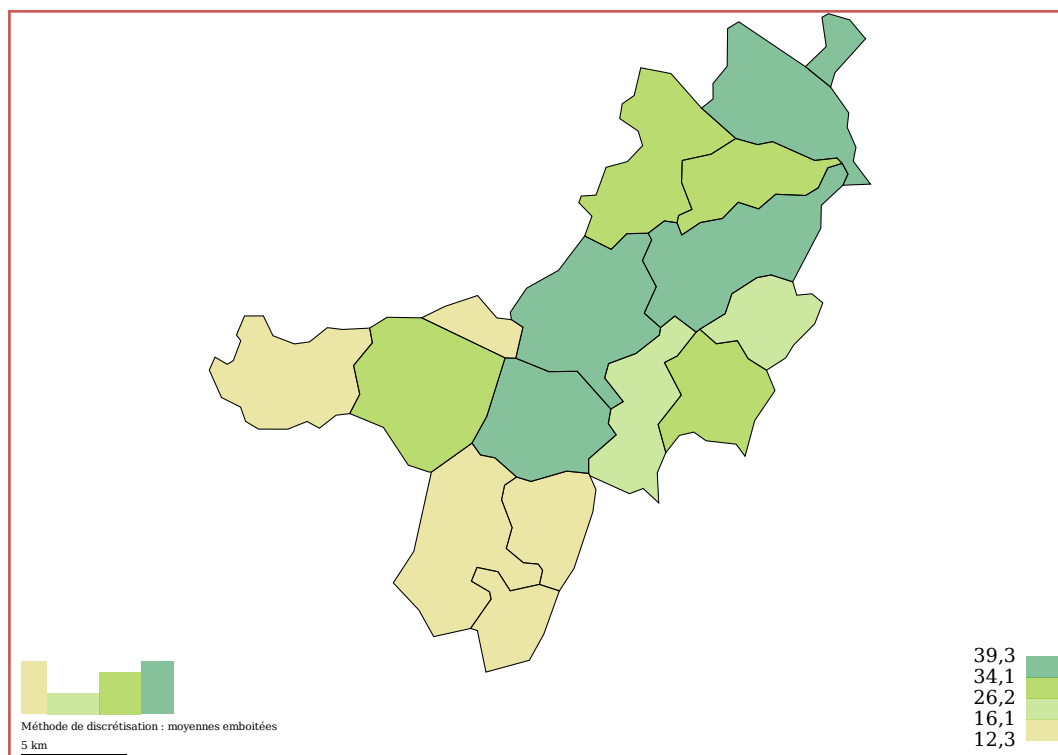 39,3
34,1
26,2
16,1
12,3
Méthode de discrétisation : moyennes emboitées
5 km